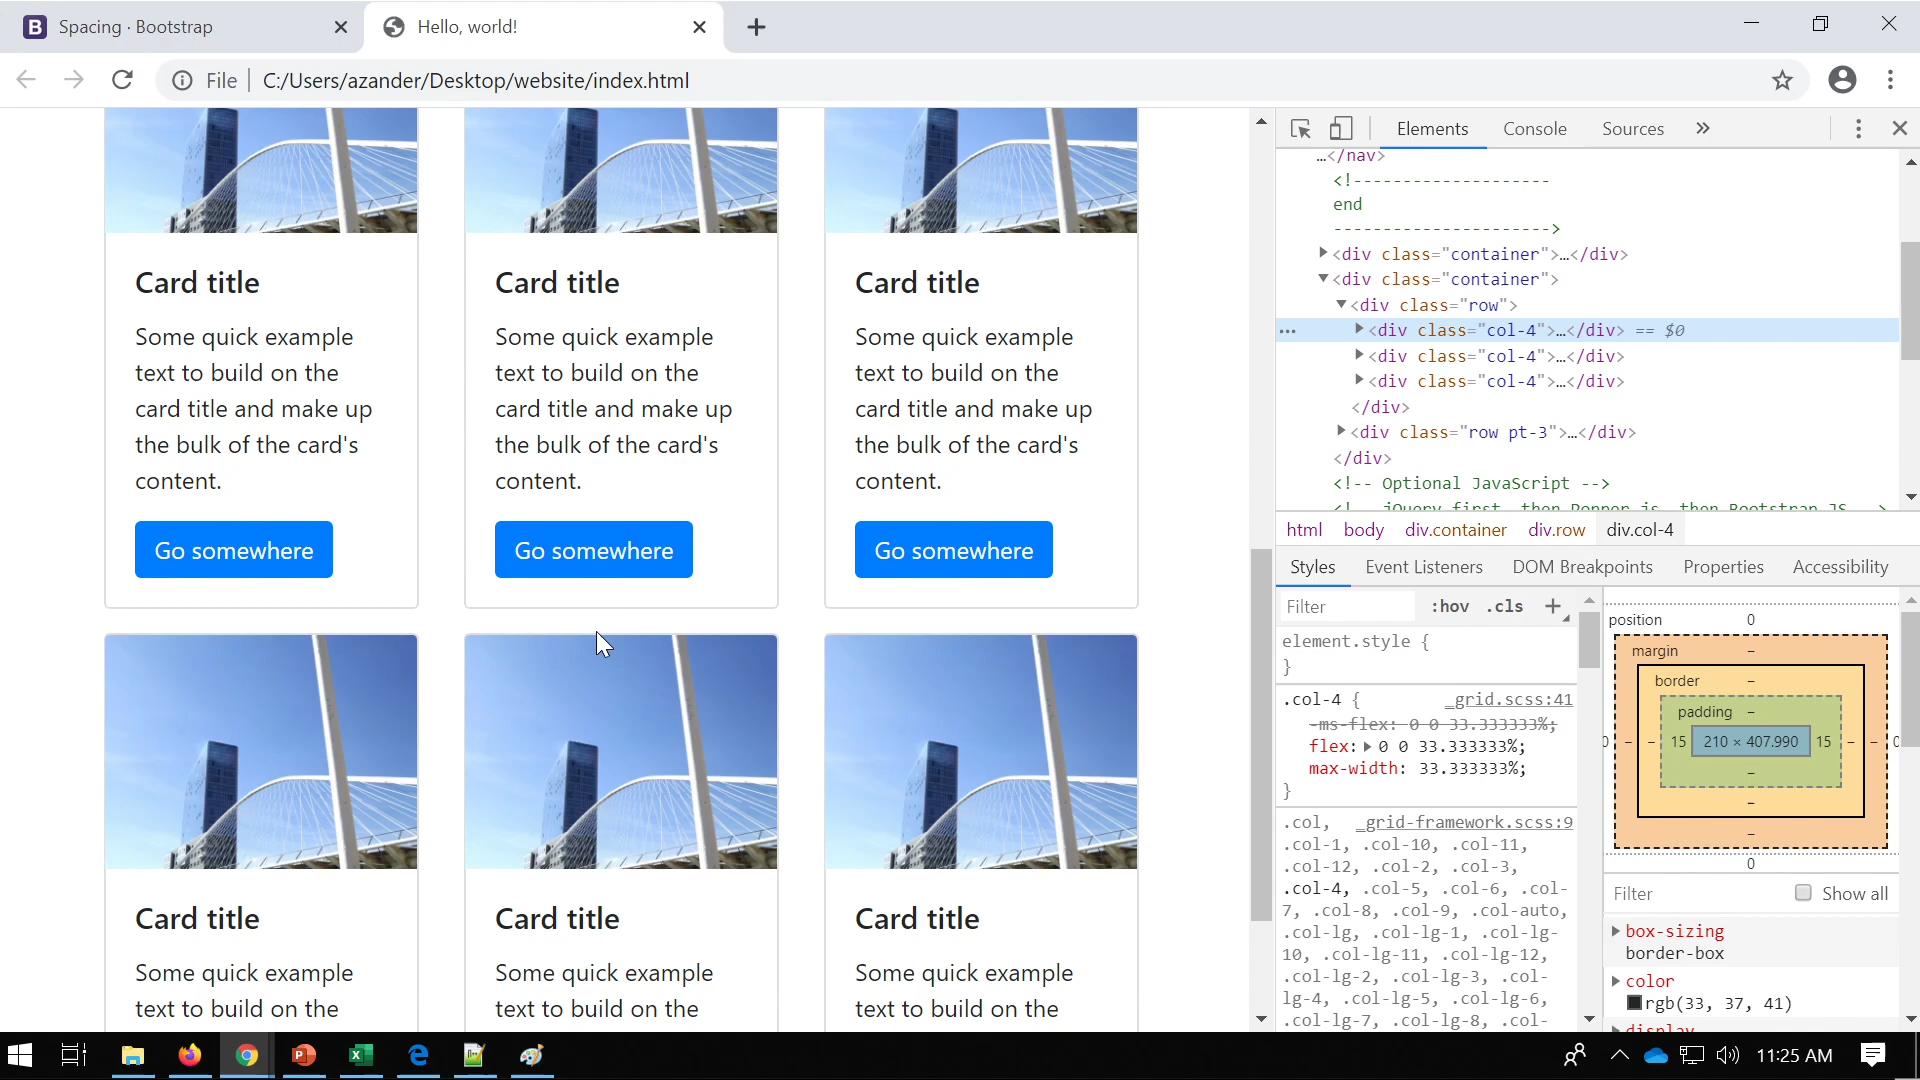 Spacing · Bootstrap
Hello, world!
File
C:/Users/azander/Desktop/website/index.html
Card title
Some quick example
text to build on the
card title and make up
the bulk of the card's
content.
Go somewhere
Card title
Some quick example
text to build on the
card title and make up
the bulk of the card's
content.
Go somewhere
Card title
Some quick example
text to build on the
card title and make up
the bulk of the card's
content.
Go somewhere
Card title
Some quick example
text to build on the
Card title
Some quick example
text to build on the
Card title
Some quick example
text to build on the
Elements Console Sources »
…</nav>
<!--------------------
end
---------------------->
<div class="container">…</div>
<div class="container">
<div class="row">
<div class="col-4">…</div> == $0
<div class="col-4">…</div>
<div class="col-4">…</div>
</div>
<div class="row pt-3">…</div>
</div>
<!-- Optional JavaScript -->
<!-- jQuery first, then Popper.js, then Bootstrap JS -->
html body div.container div.row div.col-4
Styles Event Listeners DOM Breakpoints Properties Accessibility
Filter :hov .cls +
element.style {
}
.col-4 { _grid.scss:41
-ms-flex: 0 0 33.333333%;
flex: 0 0 33.333333%;
max-width: 33.333333%;
}
.col, _grid-framework.scss:9
.col-1, .col-10, .col-11,
.col-12, .col-2, .col-3,
.col-4, .col-5, .col-6, .col-
7, .col-8, .col-9, .col-auto,
.col-lg, .col-lg-1, .col-lg-
10, .col-lg-11, .col-lg-12,
.col-lg-2, .col-lg-3, .col-
lg-4, .col-lg-5, .col-lg-6,
.col-lg-7, .col-lg-8, .col-
position 0
margin –
border –
padding –
0 – – 15 210 × 407.990 15 – – 0
–
–
–
0
Filter Show all
box-sizing
border-box
color
rgb(33, 37, 41)
display
11:25 AM